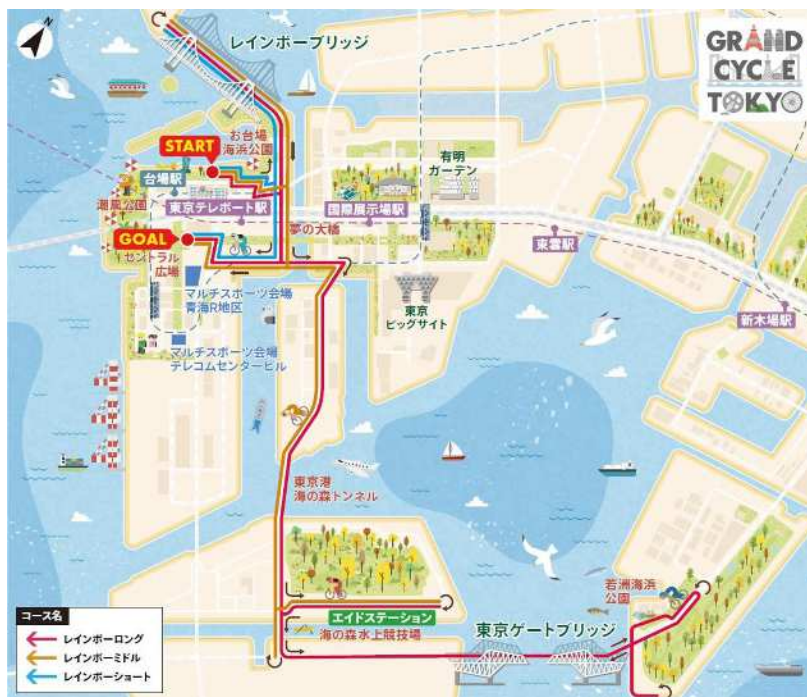 N
レインボーブリッジ
GRAND
CYCLE
TOKYO
START
お台場
海浜公園
台場駅
潮風公園
東京テレポート駅
有明
ガーデン
国際展示場駅
夢の大橋
東雲駅
GOAL
セントラル
広場
マルチスポーツ会場
青海R地区
東京
ビッグサイト
新木場駅
マルチスポーツ会場
テレコムセンタービル
東京港
海の森トンネル
若洲海浜
公園
エイドステーション
海の森水上競技場
東京ゲートブリッジ
コース名
レインボーロング
レインボーミドル
レインボーショート